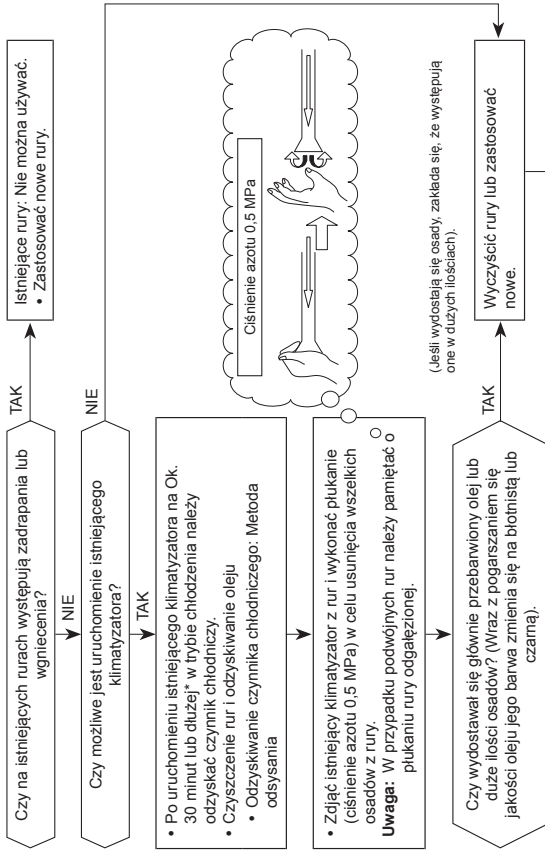 Czy na istniejących rurach występują zadrapania lub
wgniecenia?
TAK
Istniejące rury: Nie można używać.
• Zastosować nowe rury.
NIE
Czy możliwe jest uruchomienie istniejącego
klimatyzatora?
NIE
TAK
• Po uruchomieniu istniejącego klimatyzatora na Ok.
30 minut lub dłużej* w trybie chłodzenia należy
odzyskać czynnik chłodniczy.
• Czyszczenie rur i odzyskiwanie oleju
• Odzyskiwanie czynnika chłodniczego: Metoda
odsysania
Ciśnienie azotu 0,5 MPa
• Zdjąć istniejący klimatyzator z rur i wykonać płukanie
(ciśnienie azotu 0,5 MPa) w celu usunięcia wszelkich
osadów z rury.
Uwaga: W przypadku podwójnych rur należy pamiętać o
płukaniu rury odgałęzionej.
Czy wydostawał się głównie przebarwiony olej lub
duże ilości osadów? (Wraz z pogarszaniem się
jakości oleju jego barwa zmienia się na błotnistą lub
czarną).
TAK
(Jeśli wydostają się osady, zakłada się, że występują
one w dużych ilościach).
Wyczyścić rury lub zastosować
nowe.